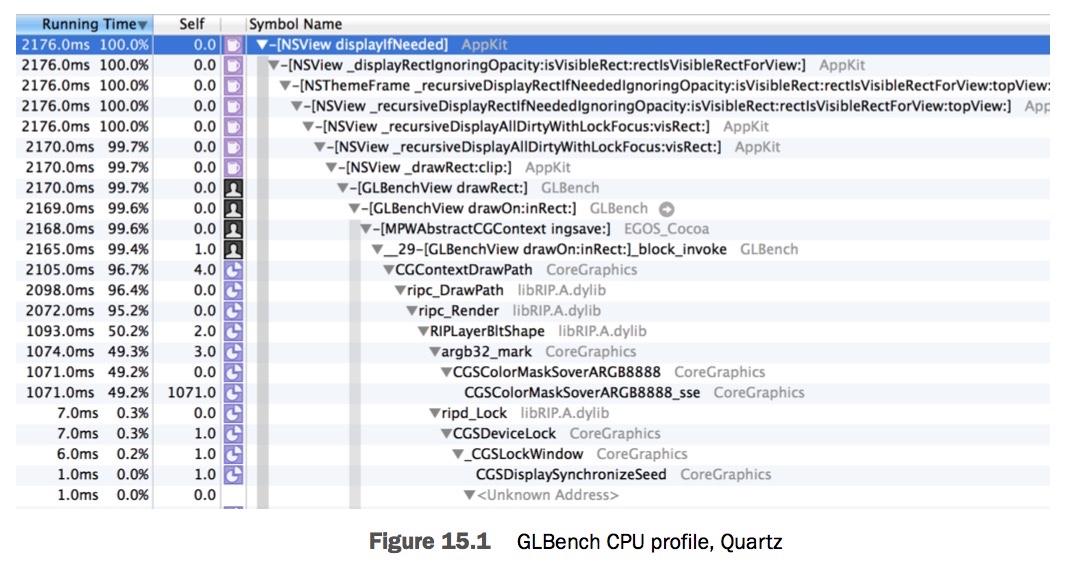 Running Time▼ Self Symbol Name
2176.0ms 100.0% 0.0 ▼-[NSView displayIfNeeded] AppKit
2176.0ms 100.0% 0.0 ▼-[NSView _displayRectIgnoringOpacity:isVisibleRect:rectIsVisibleRectForView:] AppKit
2176.0ms 100.0% 0.0 ▼-[NSThemeFrame _recursiveDisplayRectIfNeededIgnoringOpacity:isVisibleRect:rectIsVisibleRectForView:topView:
2176.0ms 100.0% 0.0 ▼-[NSView _recursiveDisplayRectIfNeededIgnoringOpacity:isVisibleRect:rectIsVisibleRectForView:topView:] App
2176.0ms 100.0% 0.0 ▼-[NSView _recursiveDisplayAllDirtyWithLockFocus:visRect:] AppKit
2170.0ms 99.7% 0.0 ▼-[NSView _recursiveDisplayAllDirtyWithLockFocus:visRect:] AppKit
2170.0ms 99.7% 0.0 ▼-[NSView _drawRect:clip:] AppKit
2170.0ms 99.7% 0.0 ▼-[GLBenchView drawRect:] GLBench
2169.0ms 99.6% 0.0 ▼-[GLBenchView drawOn:inRect:] GLBench
2168.0ms 99.6% 0.0 ▼-[MPWAbstractCGContext ingsave:] EGOS_Cocoa
2165.0ms 99.4% 1.0 ▼__29-[GLBenchView drawOn:inRect:]_block_invoke GLBench
2105.0ms 96.7% 4.0 ▼CGContextDrawPath CoreGraphics
2098.0ms 96.4% 0.0 ▼ripc_DrawPath libRIP.A.dylib
2072.0ms 95.2% 0.0 ▼ripc_Render libRIP.A.dylib
1093.0ms 50.2% 2.0 ▼RIPLayerBltShape libRIP.A.dylib
1074.0ms 49.3% 3.0 ▼argb32_mark CoreGraphics
1071.0ms 49.2% 0.0 ▼CGSColorMaskSoverARGB8888 CoreGraphics
1071.0ms 49.2% 1071.0 CGSColorMaskSoverARGB8888_sse CoreGraphics
7.0ms 0.3% 0.0 ▼ripd_Lock libRIP.A.dylib
7.0ms 0.3% 1.0 ▼CGSDeviceLock CoreGraphics
6.0ms 0.2% 1.0 ▼_CGSLockWindow CoreGraphics
1.0ms 0.0% 1.0 CGSDisplaySynchronizeSeed CoreGraphics
1.0ms 0.0% 0.0 ▼<Unknown Address>
Figure 15.1 GLBench CPU profile, Quartz